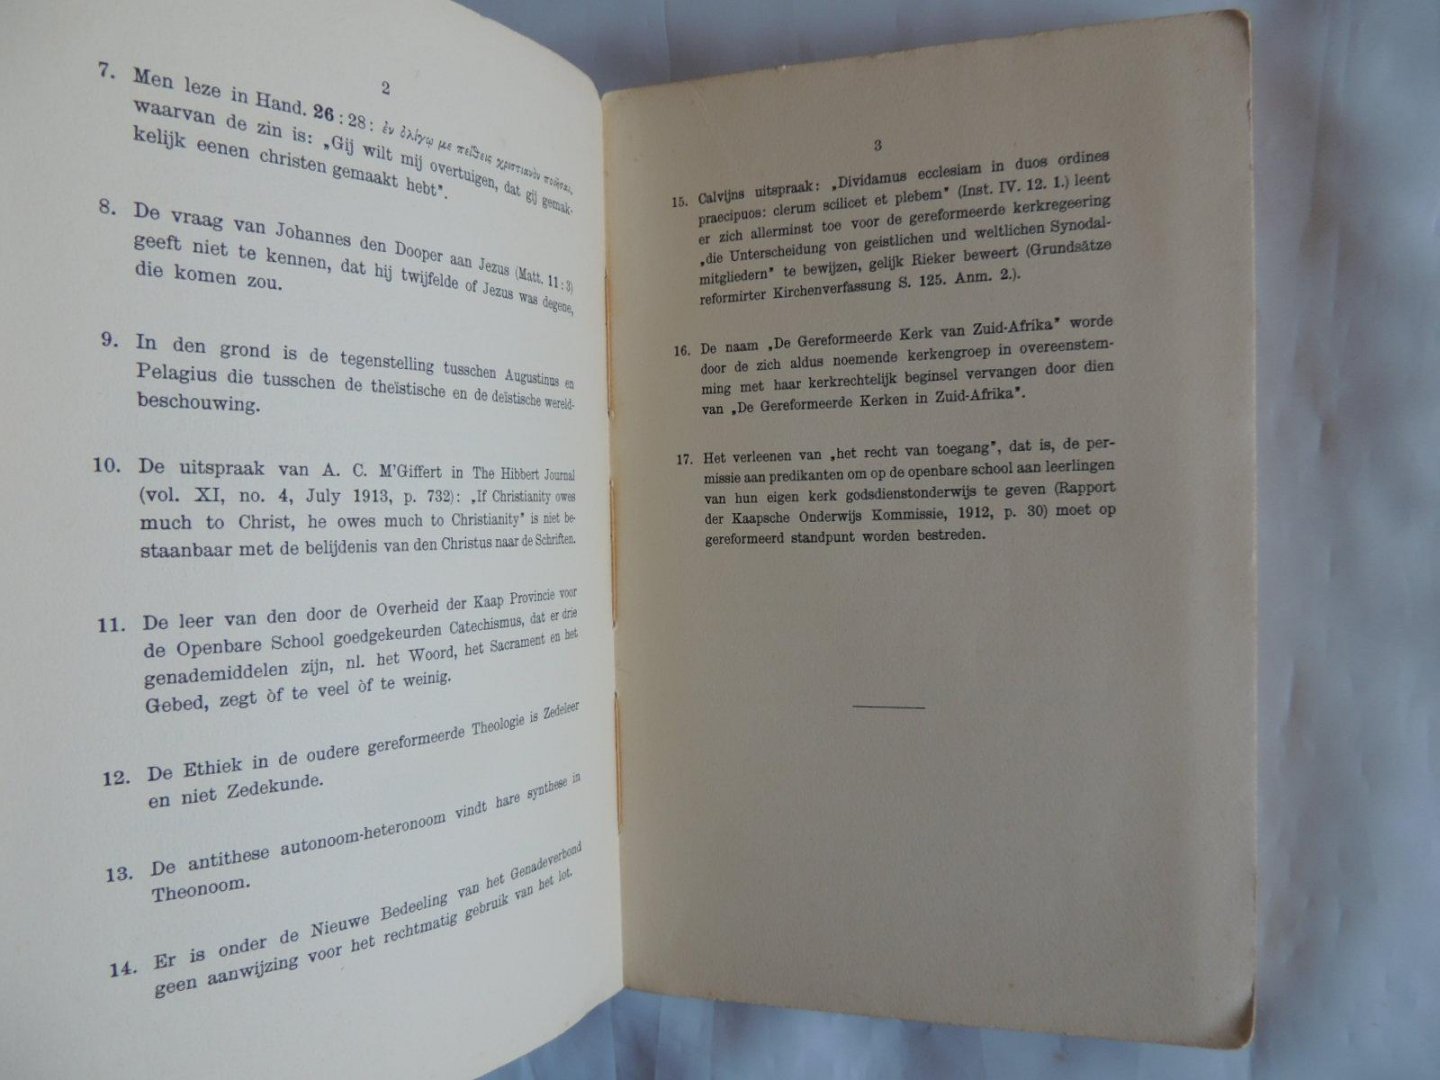 2
7. Men leze in Hand. 26 : 28 : ἐν ὀλίγῳ με πείθεις χριστιανὸν ποῆσαι,
waarvan de zin is: „Gij wilt mij overtuigen, dat gij gemak-
kelijk eenen christen gemaakt hebt".
8. De vraag van Johannes den Dooper aan Jezus (Matt. 11 : 3)
geeft niet te kennen, dat hij twijfelde of Jezus was degene,
die komen zou.
9. In den grond is de tegenstelling tusschen Augustinus en
Pelagius die tusschen de theïstische en de deïstische wereld-
beschouwing.
10. De uitspraak van A. C. M'Giffert in The Hibbert Journal
(vol. XI, no. 4, July 1913, p. 732): „If Christianity owes
much to Christ, he owes much to Christianity" is niet be-
staanbaar met de belijdenis van den Christus naar de Schriften.
11. De leer van den door de Overheid der Kaap Provincie voor
de Openbare School goedgekeurden Catechismus, dat er drie
genademiddelen zijn, nl. het Woord, het Sacrament en het
Gebed, zegt òf te veel òf te weinig.
12. De Ethiek in de oudere gereformeerde Theologie is Zedeleer
en niet Zedekunde.
13. De antithese autonoom-heteronoom vindt hare synthese in
Theonoom.
14. Er is onder de Nieuwe Bedeeling van het Genadeverbond
geen aanwijzing voor het rechtmatig gebruik van het lot.
3
15. Calvijns uitspraak: „Dividamus ecclesiam in duos ordines
praecipuos: clerum scilicet et plebem" (Inst. IV. 12. 1.) leent
er zich allerminst toe voor de gereformeerde kerkregeering
„die Unterscheidung von geistlichen und weltlichen Synodal-
mitgliedern" te bewijzen, gelijk Rieker beweert (Grundsätze
reformirter Kirchenverfassung S. 125. Anm. 2.).
16. De naam „De Gereformeerde Kerk van Zuid-Afrika" worde
door de zich aldus noemende kerkengroep in overeenstem-
ming met haar kerkrechtelijk beginsel vervangen door dien
van „De Gereformeerde Kerken in Zuid-Afrika".
17. Het verleenen van „het recht van toegang", dat is, de per-
missie aan predikanten om op de openbare school aan leerlingen
van hun eigen kerk godsdienstonderwijs te geven (Rapport
der Kaapsche Onderwijs Kommissie, 1912, p. 30) moet op
gereformeerd standpunt worden bestreden.